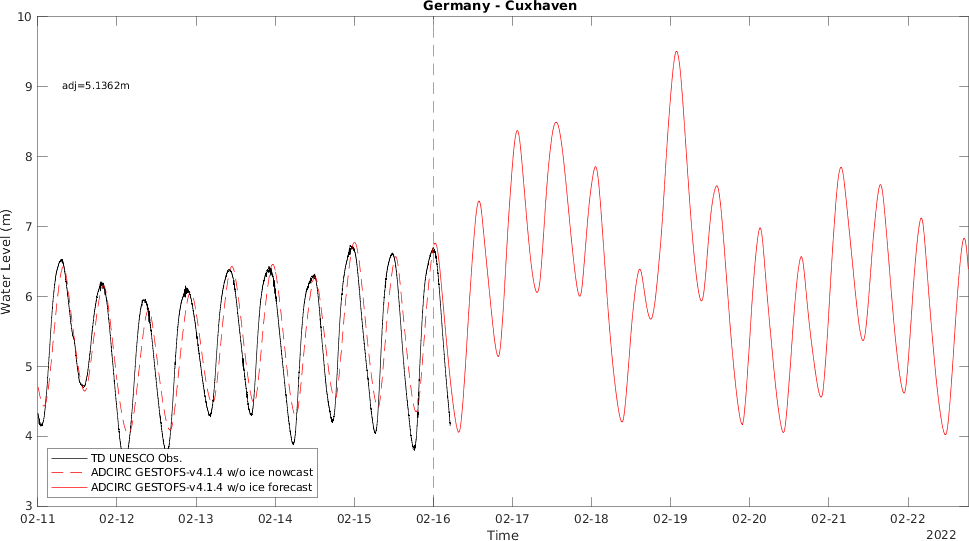 Germany - Cuxhaven
10
9
8
7
6
5
4
3
Water Level (m)
adj=5.1362m
TD UNESCO Obs.
ADCIRC GESTOFS-v4.1.4 w/o ice nowcast
ADCIRC GESTOFS-v4.1.4 w/o ice forecast
02-11 02-12 02-13 02-14 02-15 02-16 02-17 02-18 02-19 02-20 02-21 02-22
Time
2022